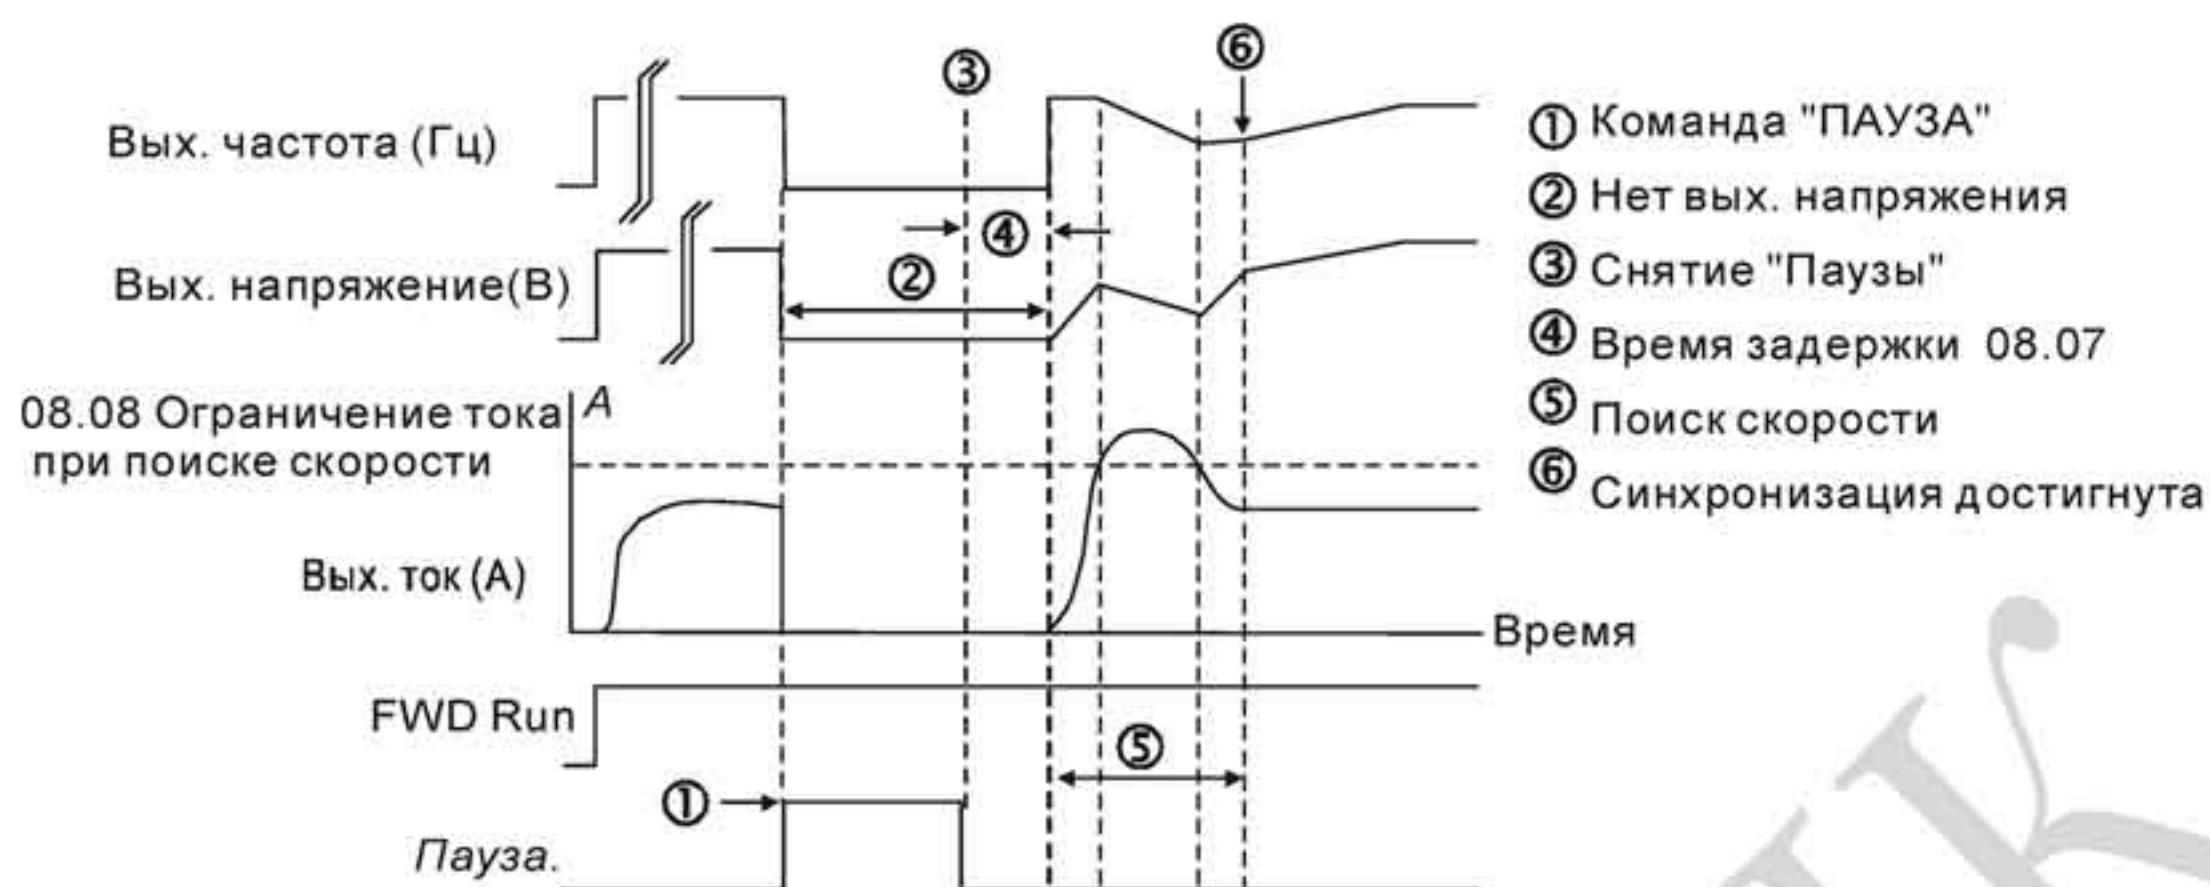 ⑥
③
Вых. частота (Гц)
④
Вых. напряжение(В)
②
08.08 Ограничение тока
при поиске скорости
А
Вых. ток (А)
Время
FWD Run
⑤
①
Пауза.
① Команда "ПАУЗА"
② Нет вых. напряжения
③ Снятие "Паузы"
④ Время задержки 08.07
⑤ Поиск скорости
⑥ Синхронизация достигнута